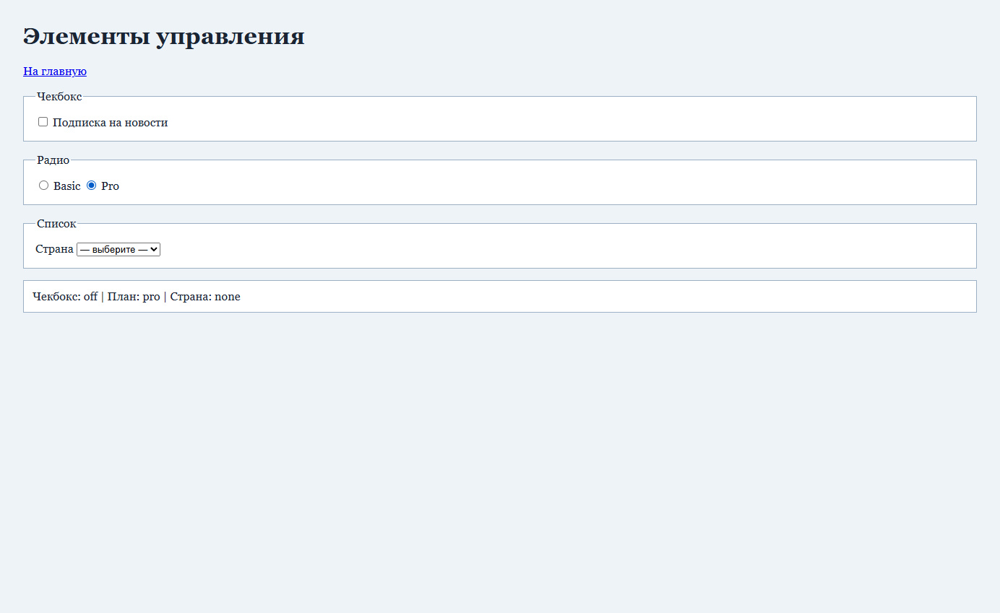 Элементы управления
На главную
Чекбокс
Подписка на новости
Радио
Basic Pro
Список
Страна — выберите —
Чекбокс: off | План: pro | Страна: none